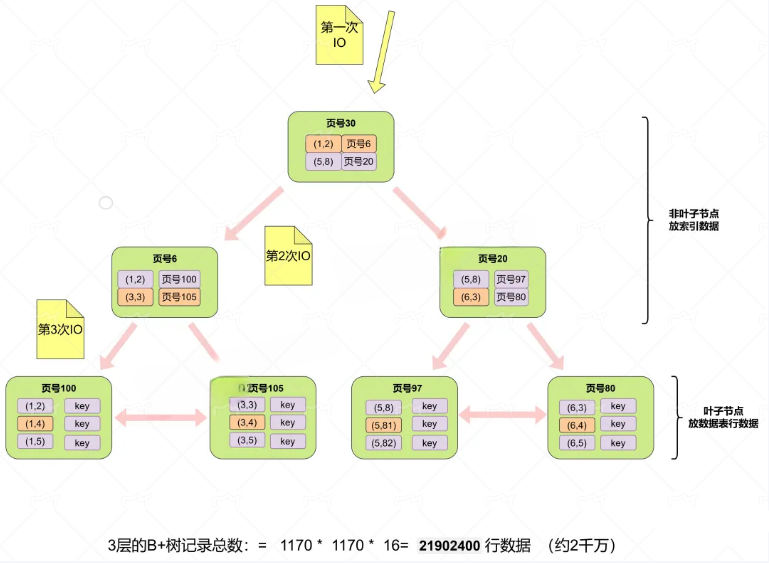 第一次
IO
页号30
(1,2) 页号6
(5,8) 页号20
非叶子节点
放索引数据
第2次IO
页号6
(1,2) 页号100
(3,3) 页号105
页号20
(5,8) 页号97
(6,3) 页号80
第3次IO
页号100
(1,2) key
(1,4) key
(1,5) key
页号105
(3,3) key
(3,4) key
(3,5) key
页号97
(5,8) key
(5,81) key
(5,82) key
页号80
(6,3) key
(6,4) key
(6,5) key
叶子节点
放数据表行数据
3层的B+树记录总数：= 1170 * 1170 * 16= 21902400 行数据 （约2千万）